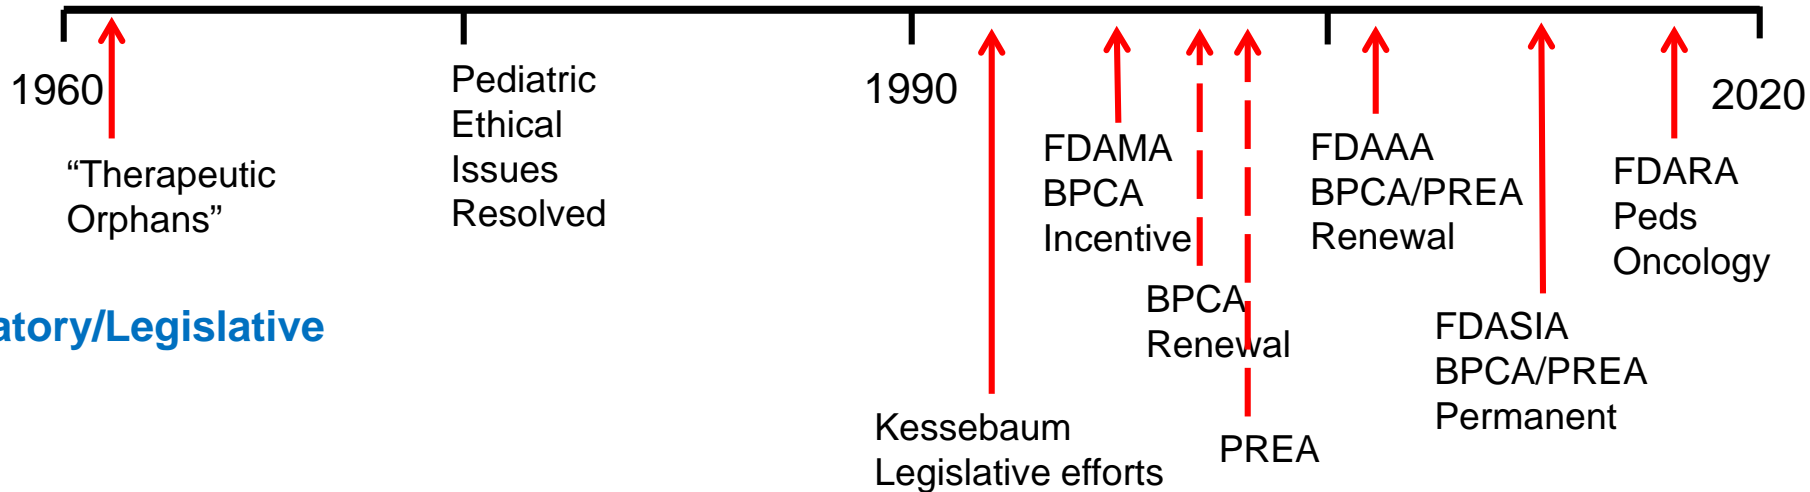 1960
1990
2020
“Therapeutic
Orphans”
Pediatric
Ethical
Issues
Resolved
Kessebaum
Legislative efforts
FDAMA
BPCA
Incentive
BPCA
Renewal
PREA
FDAAA
BPCA/PREA
Renewal
FDASIA
BPCA/PREA
Permanent
FDARA
Peds
Oncology
atory/Legislative